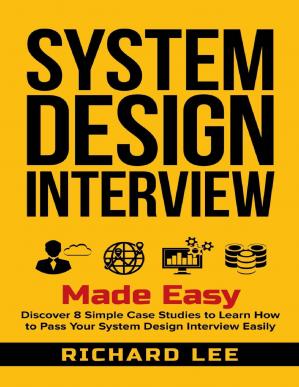 SYSTEM
DESIGN
INTERVIEW
Made Easy
Discover 8 Simple Case Studies to Learn How
to Pass Your System Design Interview Easily
RICHARD LEE